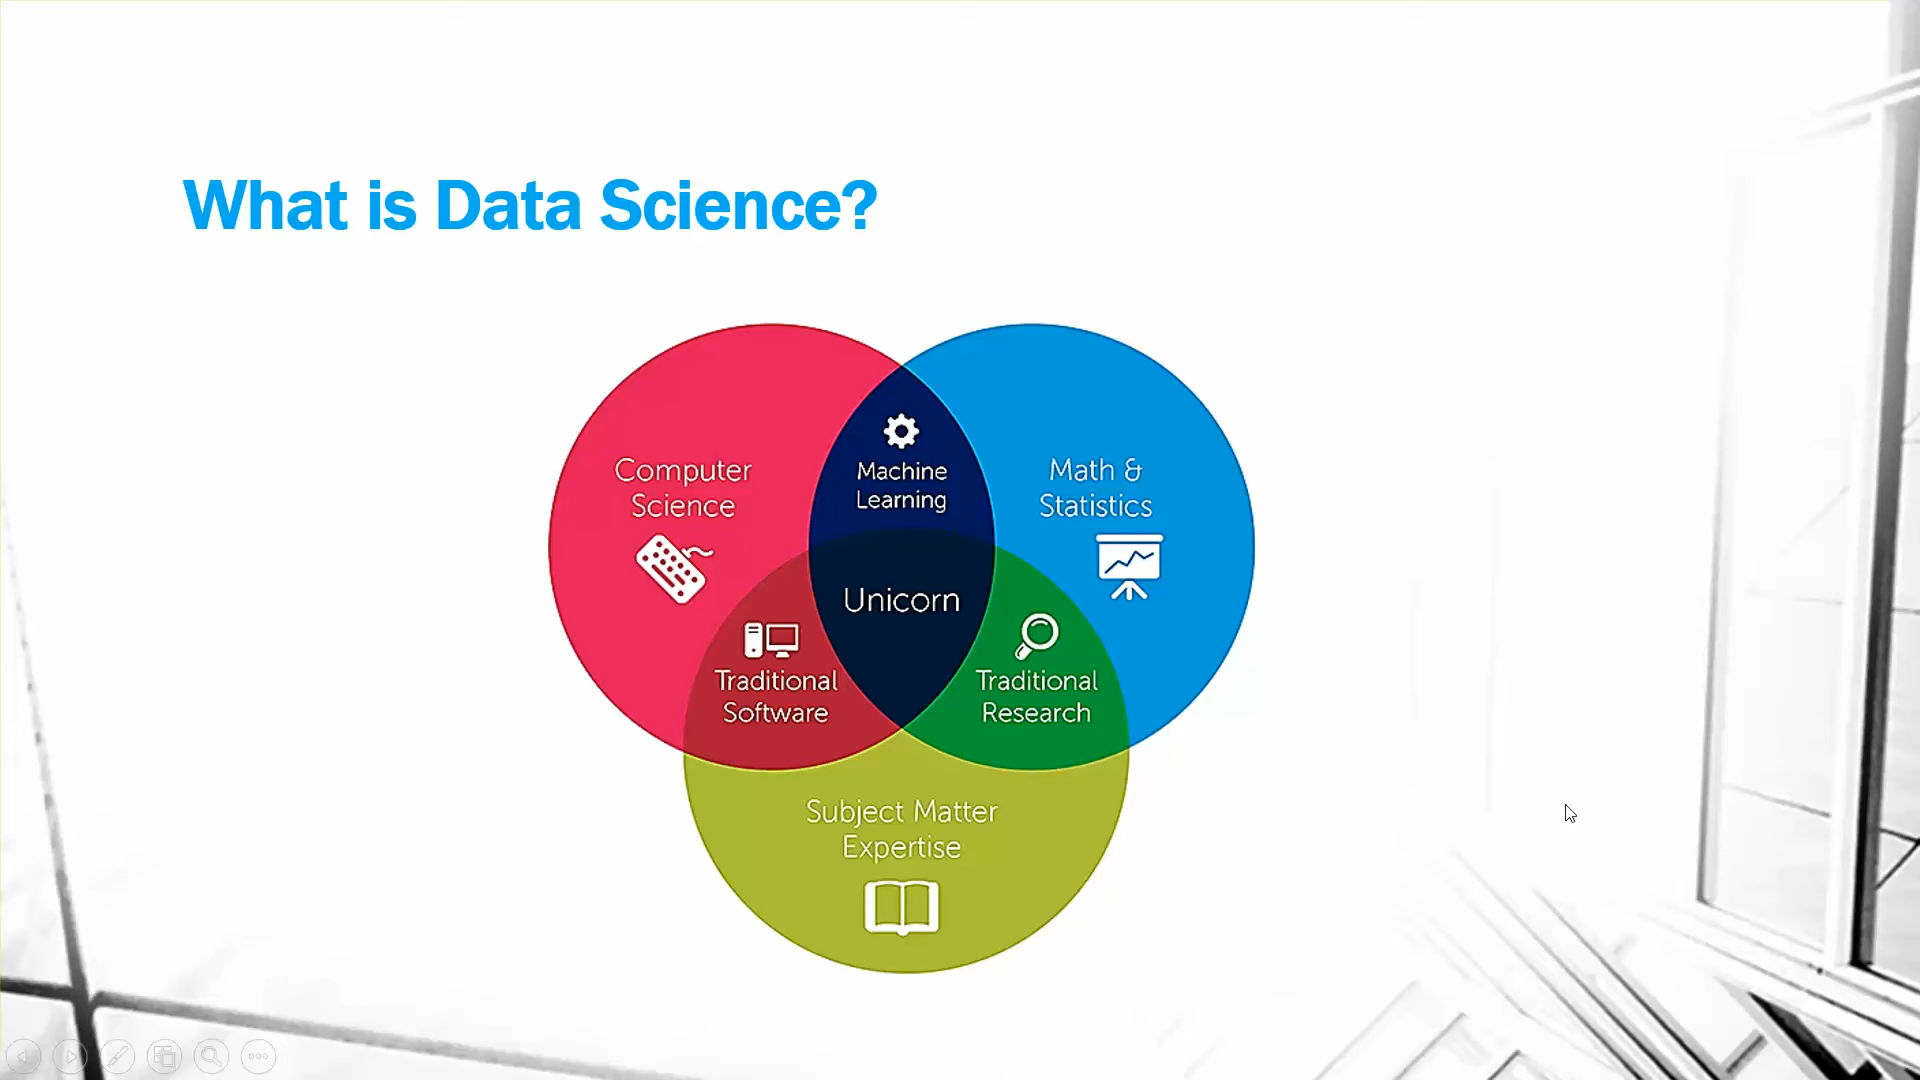 What is Data Science?
Computer
Science
Machine
Learning
Math &
Statistics
Unicorn
Traditional
Software
Traditional
Research
Subject Matter
Expertise